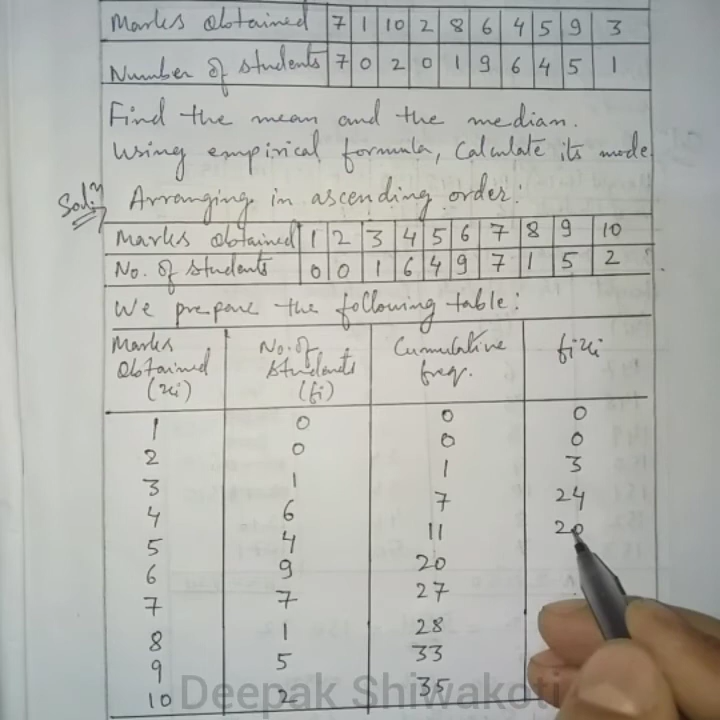 Marks obtained 7 1 10 2 8 6 4 5 9 3
Number of students 7 0 2 0 1 9 6 4 5 1
Find the mean and the median.
Using empirical formula, Calculate its mode.
Solⁿ Arranging in ascending order:
Marks obtained 1 2 3 4 5 6 7 8 9 10
No. of students 0 0 1 6 4 9 7 1 5 2
We prepare the following table:
Marks No. of Cumulative fixi
Obtained Students freq.
(xi) (fi)
1 0 0 0
2 0 0 0
3 1 1 3
4 6 7 24
5 4 11 20
6 9 20
7 7 27
8 1 28
9 5 33
10 2 35
Deepak Shiwakoti